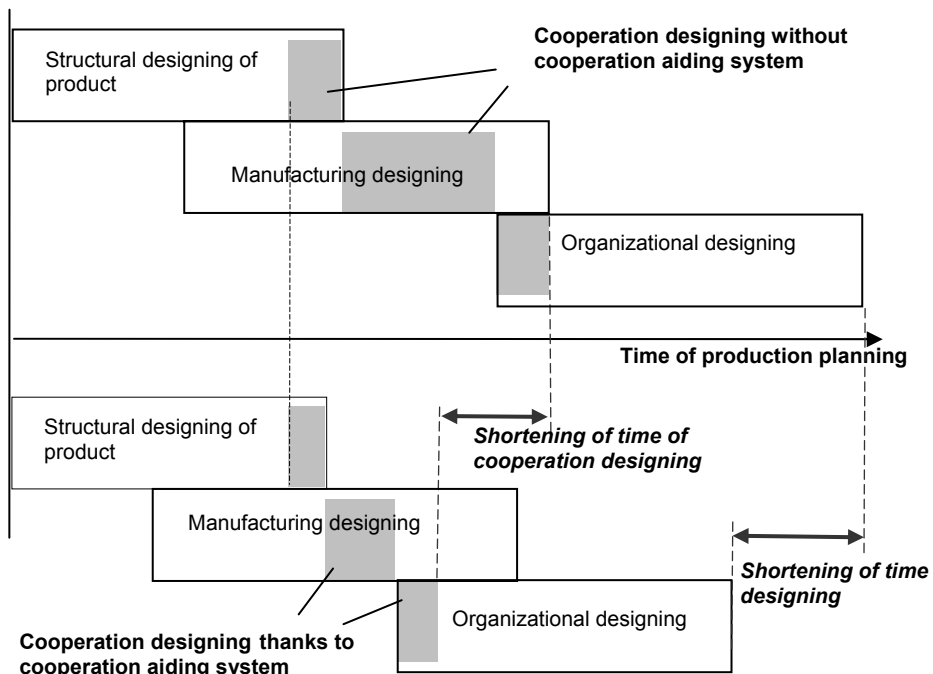 Structural designing of
product
Cooperation designing without
cooperation aiding system
Manufacturing designing
Organizational designing
Time of production planning
Structural designing of
product
Shortening of time of
cooperation designing
Manufacturing designing
Shortening of time
designing
Organizational designing
Cooperation designing thanks to
cooperation aiding system